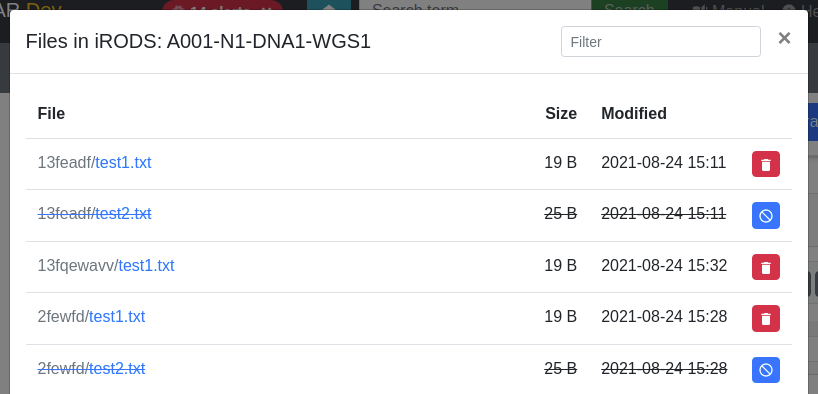 Files in iRODS: A001-N1-DNA1-WGS1
Filter
×
File Size Modified
13feadf/test1.txt 19 B 2021-08-24 15:11
13feadf/test2.txt 25 B 2021-08-24 15:11
13fqewavv/test1.txt 19 B 2021-08-24 15:32
2fewfd/test1.txt 19 B 2021-08-24 15:28
2fewfd/test2.txt 25 B 2021-08-24 15:28